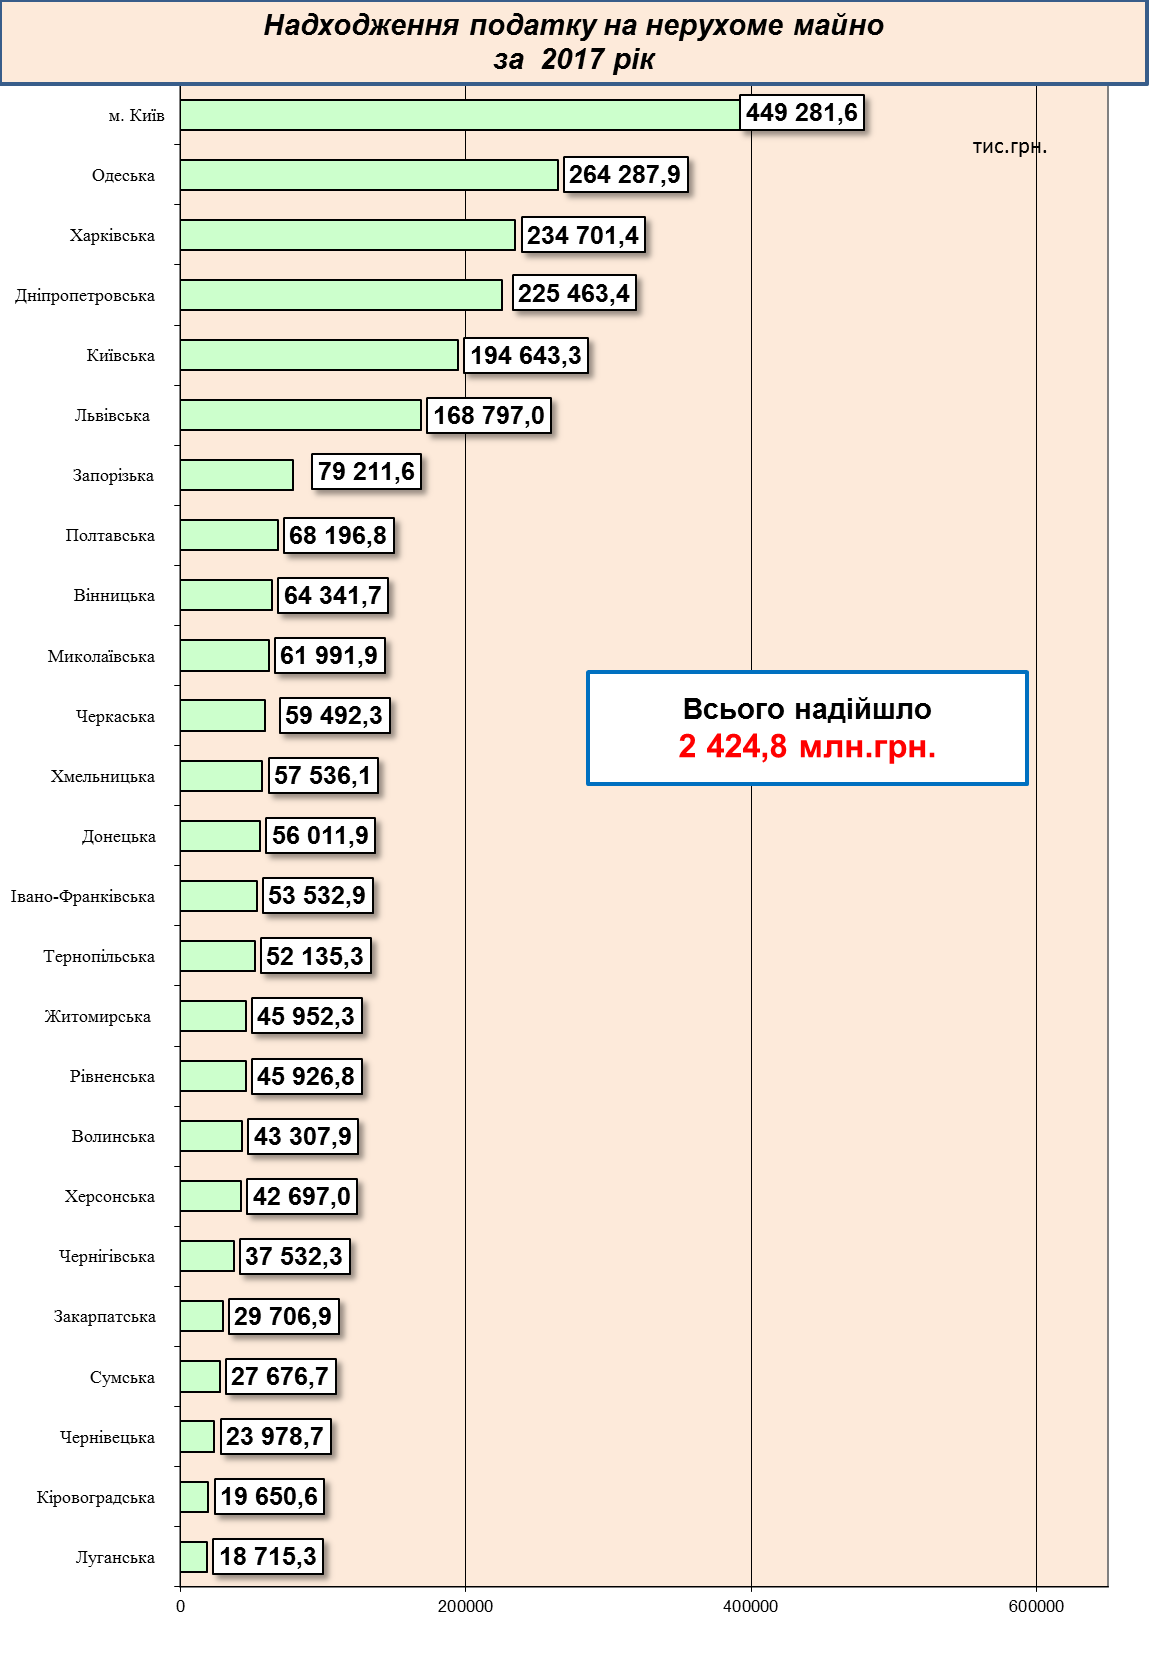 Надходження податку на нерухоме майно
за 2017 рік
м. Київ 449 281,6
тис.грн.
Одеська 264 287,9
Харківська 234 701,4
Дніпропетровська 225 463,4
Київська 194 643,3
Львівська 168 797,0
Запорізька 79 211,6
Полтавська 68 196,8
Вінницька 64 341,7
Миколаївська 61 991,9
Черкаська 59 492,3
Всього надійшло
2 424,8 млн.грн.
Хмельницька 57 536,1
Донецька 56 011,9
Івано-Франківська 53 532,9
Тернопільська 52 135,3
Житомирська 45 952,3
Рівненська 45 926,8
Волинська 43 307,9
Херсонська 42 697,0
Чернігівська 37 532,3
Закарпатська 29 706,9
Сумська 27 676,7
Чернівецька 23 978,7
Кіровоградська 19 650,6
Луганська 18 715,3
0 200000 400000 600000